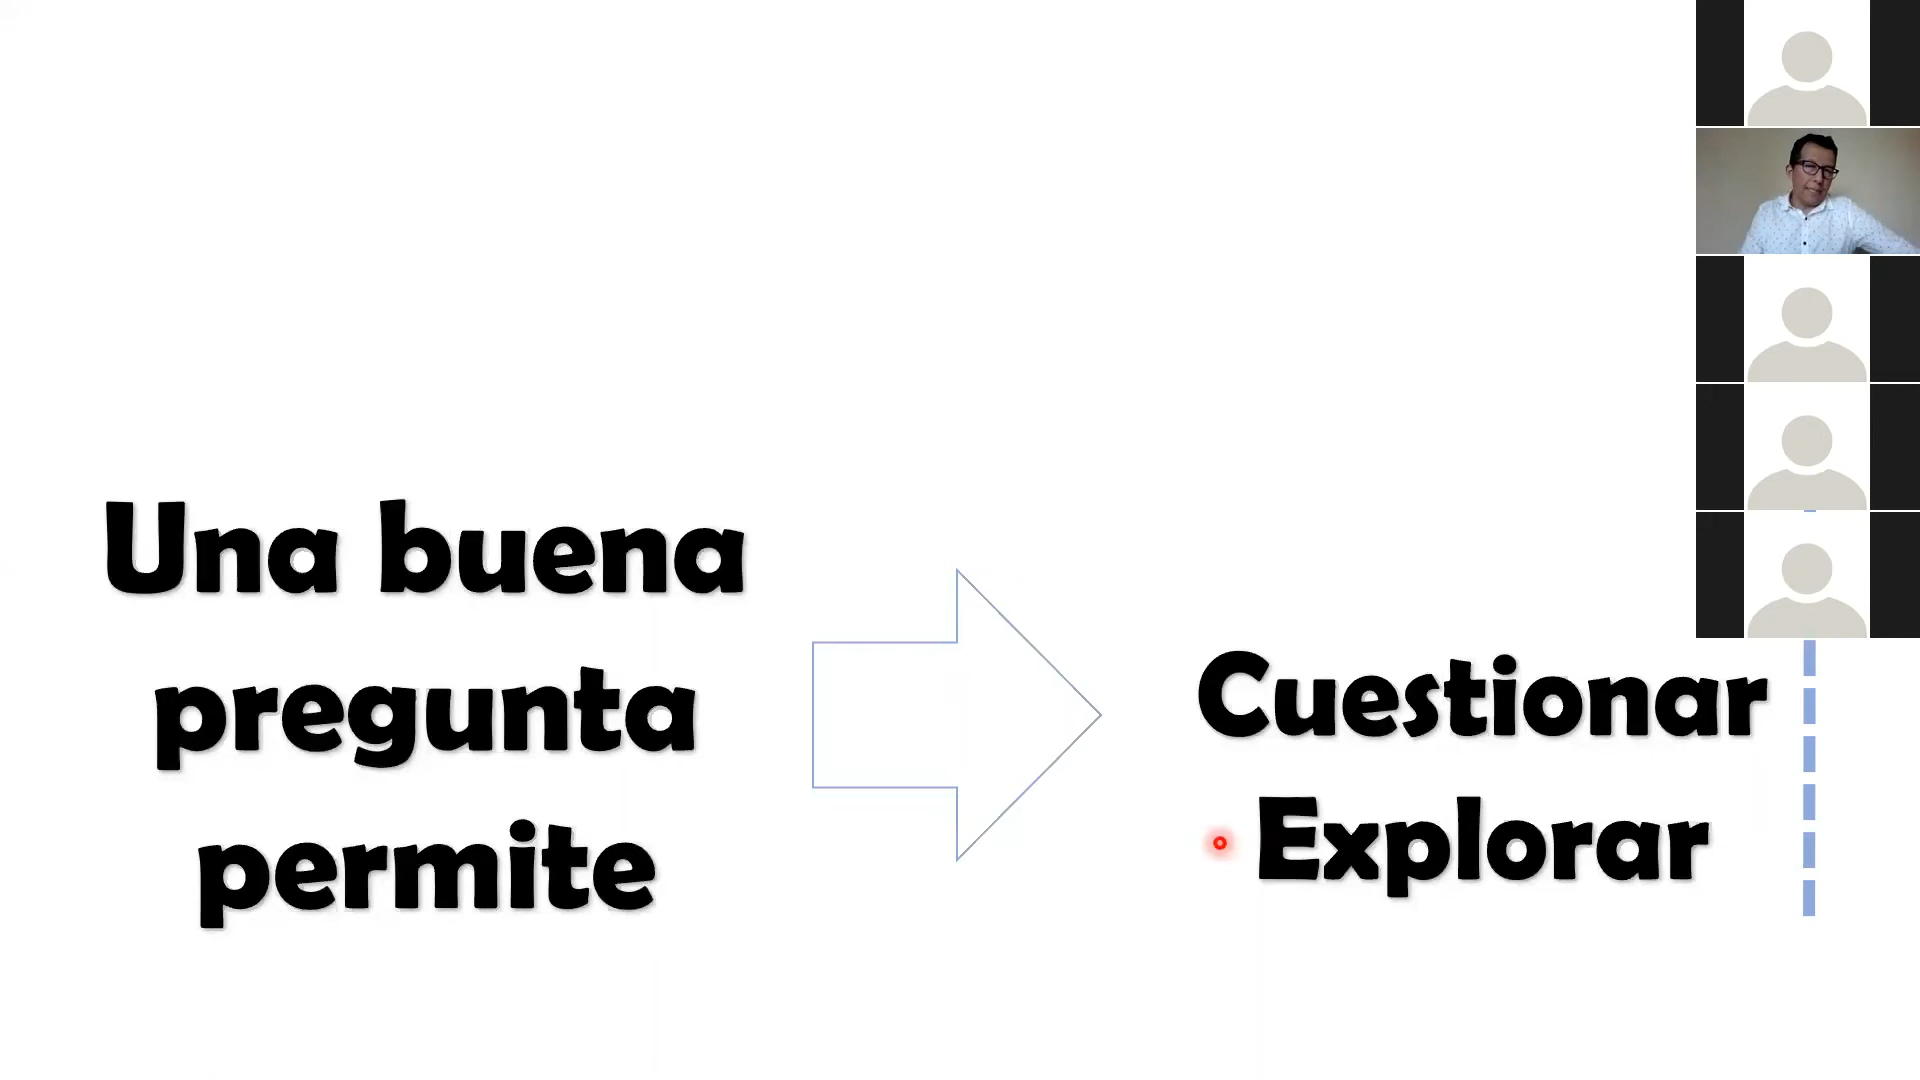 Una buena
pregunta
permite
Cuestionar
Explorar